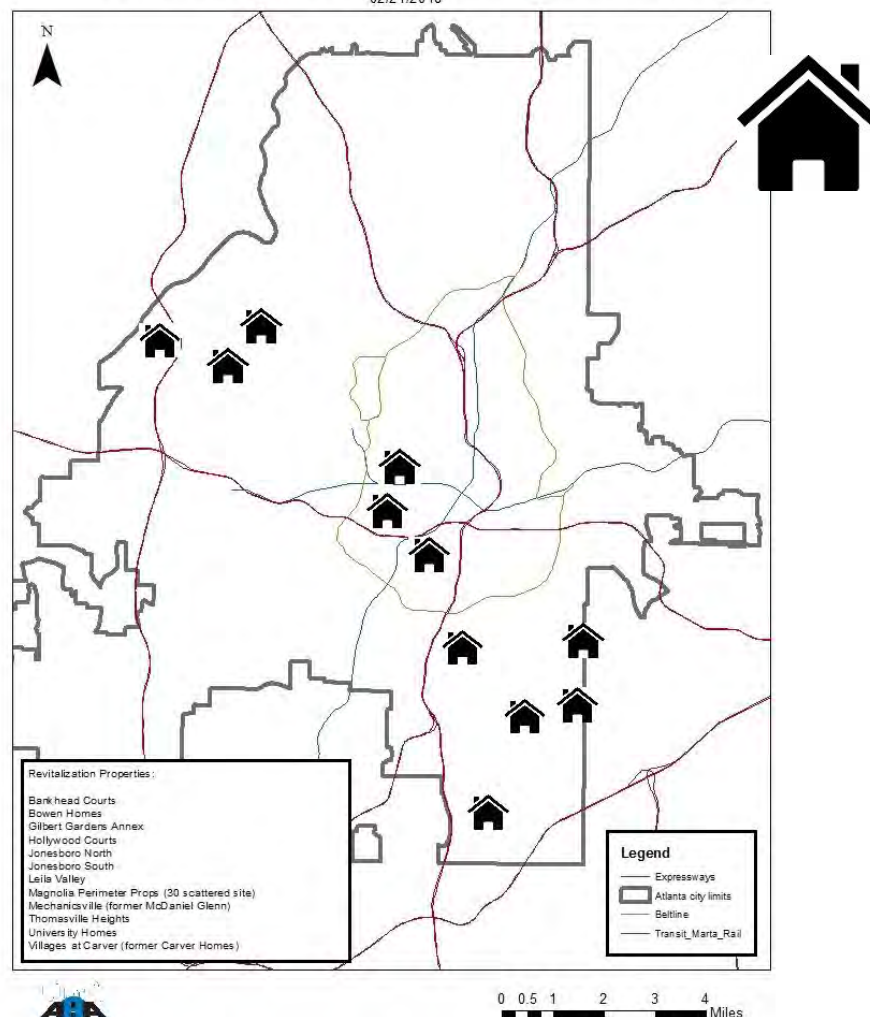 N
Revitalization Properties:
Bankhead Courts
Bowen Homes
Gilbert Gardens Annex
Hollywood Courts
Jonesboro North
Jonesboro South
Leila Valley
Magnolia Perimeter Props (30 scattered site)
Mechanicsville (former McDaniel Glenn)
Thomasville Heights
University Homes
Villages at Carver (former Carver Homes)
Legend
Expressways
Atlanta city limits
Beltline
Transit_Marta_Rail
0 0.5 1 2 3 4
Miles
AHA